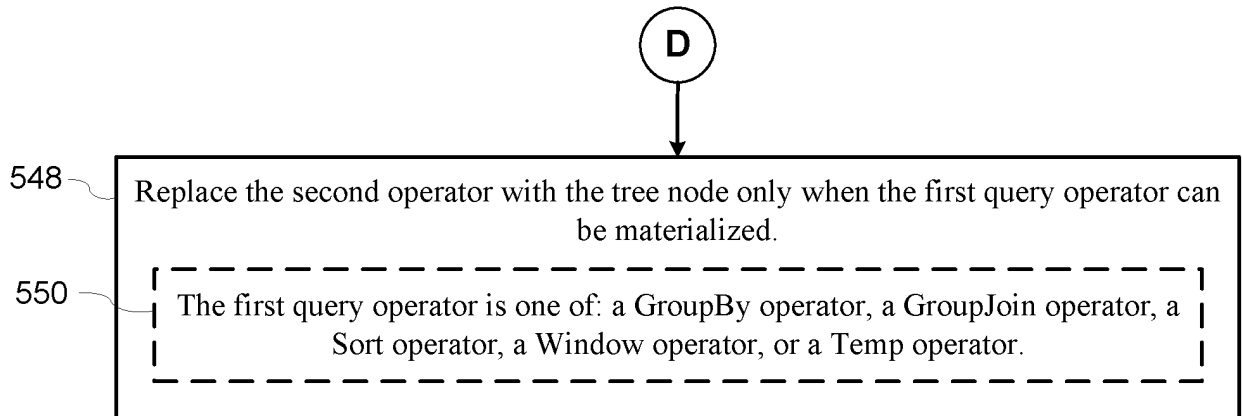 D
548
Replace the second operator with the tree node only when the first query operator can
be materialized.
550
The first query operator is one of: a GroupBy operator, a GroupJoin operator, a
Sort operator, a Window operator, or a Temp operator.